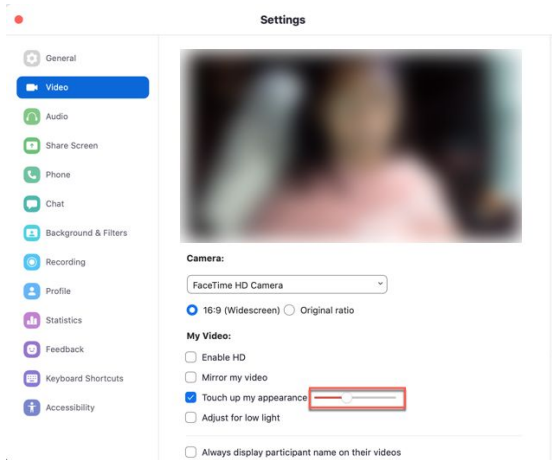 Settings
General
Video
Audio
Share Screen
Phone
Chat
Background & Filters
Recording
Profile
Statistics
Feedback
Keyboard Shortcuts
Accessibility
Camera:
FaceTime HD Camera
16:9 (Widescreen) Original ratio
My Video:
Enable HD
Mirror my video
Touch up my appearance
Adjust for low light
Always display participant name on their videos